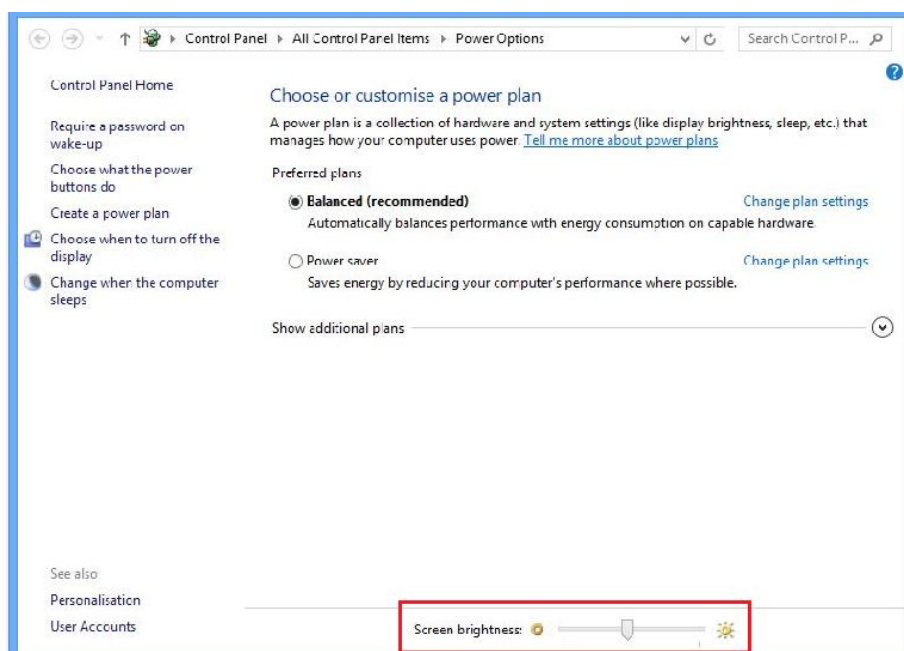 Control Panel ▸ All Control Panel Items ▸ Power Options
Search Control P...
Control Panel Home
Require a password on
wake-up
Choose what the power
buttons do
Create a power plan
Choose when to turn off the
display
Change when the computer
sleeps
Choose or customise a power plan
A power plan is a collection of hardware and system settings (like display brightness, sleep, etc.) that
manages how your computer uses power. Tell me more about power plans
Preferred plans
Balanced (recommended) Change plan settings
Automatically balances performance with energy consumption on capable hardware.
Power saver Change plan settings
Saves energy by reducing your computer's performance where possible.
Show additional plans
See also
Personalisation
User Accounts
Screen brightness: